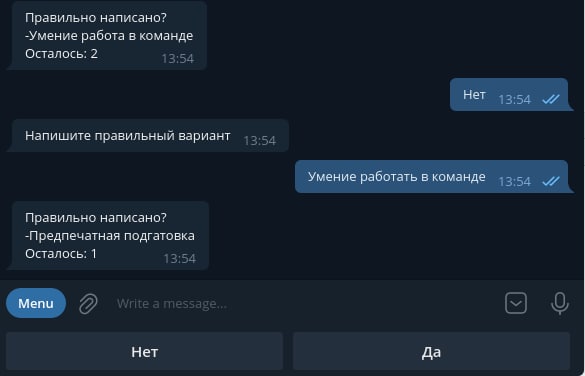 Правильно написано?
-Умение работа в команде
Осталось: 2
13:54
Нет
13:54
Напишите правильный вариант
13:54
Умение работать в команде
13:54
Правильно написано?
-Предпечатная подгатовка
Осталось: 1
13:54
Menu
Write a message...
Нет
Да